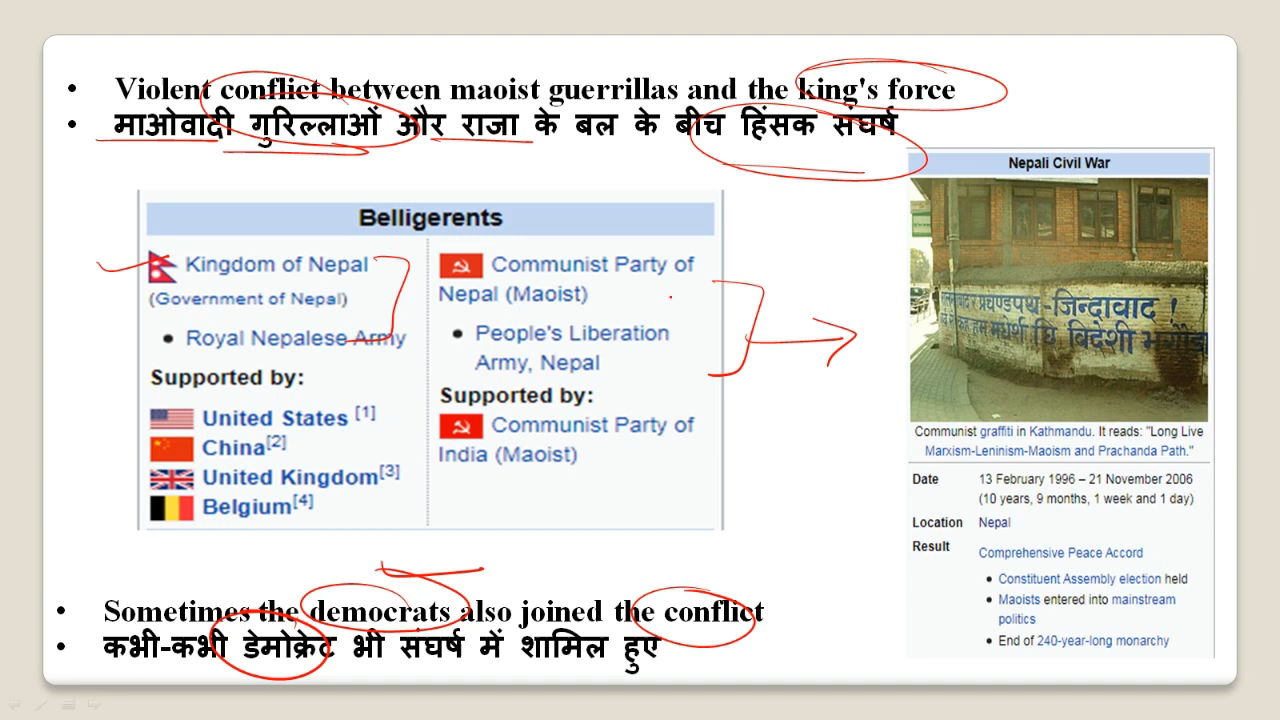 Violent conflict between maoist guerrillas and the king's force
माओवादी गुरिल्लाओं और राजा के बल के बीच हिंसक संघर्ष
Belligerents
Kingdom of Nepal
(Government of Nepal)
Royal Nepalese Army
Supported by:
United States [1]
China[2]
United Kingdom[3]
Belgium[4]
Communist Party of
Nepal (Maoist)
People's Liberation
Army, Nepal
Supported by:
Communist Party of
India (Maoist)
Nepali Civil War
प्रचण्डपथ-जिन्दावाद !
विदेशी
Communist graffiti in Kathmandu. It reads: "Long Live
Marxism-Leninism-Maoism and Prachanda Path."
Date 13 February 1996 – 21 November 2006
(10 years, 9 months, 1 week and 1 day)
Location Nepal
Result Comprehensive Peace Accord
Constituent Assembly election held
Maoists entered into mainstream
politics
End of 240-year-long monarchy
Sometimes the democrats also joined the conflict
कभी-कभी डेमोक्रेट भी संघर्ष में शामिल हुए